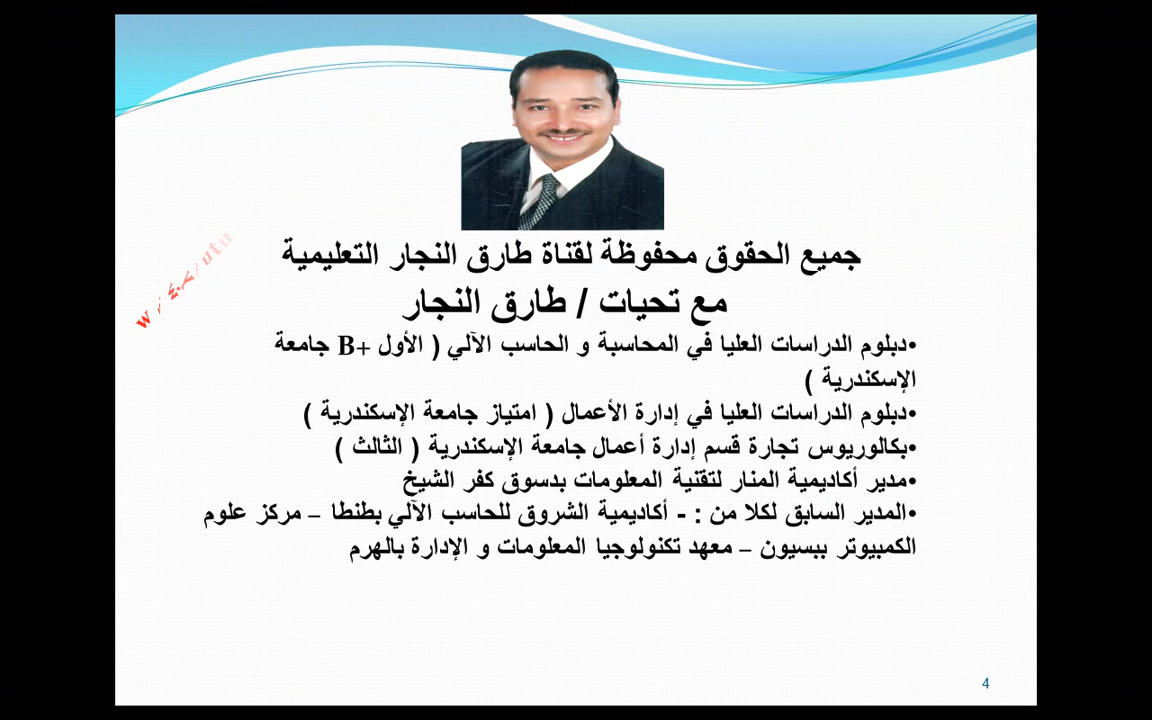 جميع الحقوق محفوظة لقناة طارق النجار التعليمية
مع تحيات / طارق النجار
•دبلوم الدراسات العليا في المحاسبة و الحاسب الآلي ( الأول B+ جامعة
الإسكندرية )
•دبلوم الدراسات العليا في إدارة الأعمال ( امتياز جامعة الإسكندرية )
•بكالوريوس تجارة قسم إدارة أعمال جامعة الإسكندرية ( الثالث )
•مدير أكاديمية المنار لتقنية المعلومات بدسوق كفر الشيخ
•المدير السابق لكلا من : - أكاديمية الشروق للحاسب الآلي بطنطا – مركز علوم
الكمبيوتر ببسيون – معهد تكنولوجيا المعلومات و الإدارة بالهرم
4